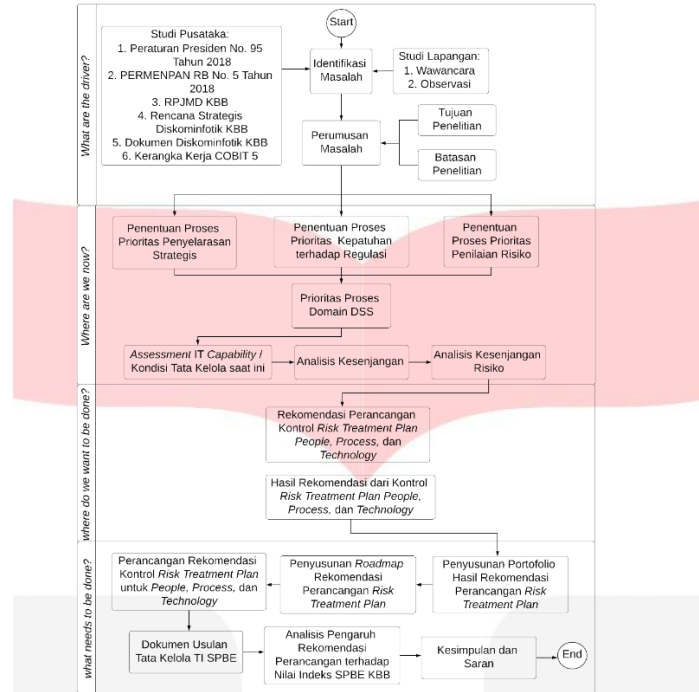 What are the driver?
Start
Studi Pusataka:
1. Peraturan Presiden No. 95
Tahun 2018
2. PERMENPAN RB No. 5 Tahun
2018
3. RPJMD KBB
4. Rencana Strategis
Diskominfotik KBB
5. Dokumen Diskominfotik KBB
6. Kerangka Kerja COBIT 5
Identifikasi
Masalah
Studi Lapangan:
1. Wawancara
2. Observasi
Perumusan
Masalah
Tujuan
Penelitian
Batasan
Penelitian
Where are we now?
Penentuan Proses
Prioritas Penyelarasan
Strategis
Penentuan Proses
Prioritas Kepatuhan
terhadap Regulasi
Penentuan
Proses Prioritas
Penilaian Risiko
Prioritas Proses
Domain DSS
Assessment IT Capability /
Kondisi Tata Kelola saat ini
Analisis Kesenjangan
Analisis Kesenjangan
Risiko
where do we want to be done?
Rekomendasi Perancangan
Kontrol Risk Treatment Plan
People, Process, dan
Technology
Hasil Rekomendasi dari Kontrol
Risk Treatment Plan People,
Process, dan Technology
what needs to be done?
Perancangan Rekomendasi
Kontrol Risk Treatment Plan
untuk People, Process, dan
Technology
Penyusunan Roadmap
Rekomendasi
Perancangan Risk
Treatment Plan
Penyusunan Portofolio
Hasil Rekomendasi
Perancangan Risk
Treatment Plan
Dokumen Usulan
Tata Kelola TI SPBE
Analisis Pengaruh
Rekomendasi
Perancangan terhadap
Nilai Indeks SPBE KBB
Kesimpulan dan
Saran
End